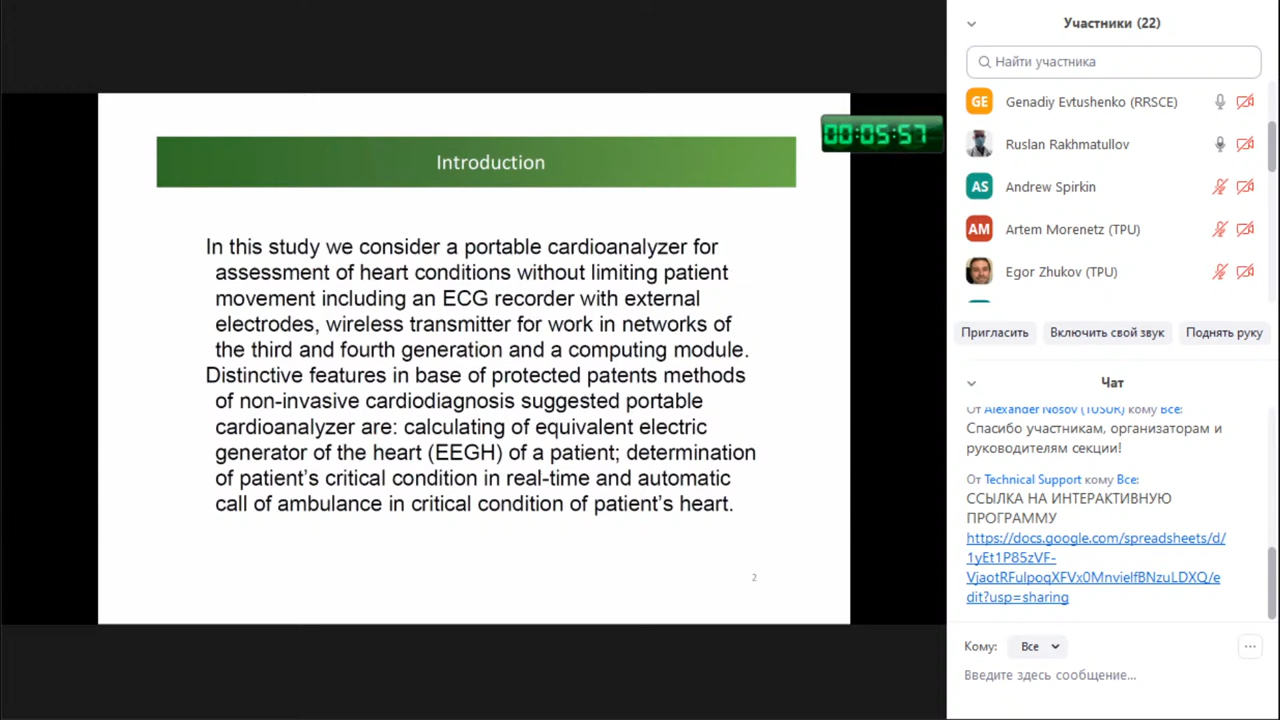 Introduction
00:05:57
In this study we consider a portable cardioanalyzer for
assessment of heart conditions without limiting patient
movement including an ECG recorder with external
electrodes, wireless transmitter for work in networks of
the third and fourth generation and a computing module.
Distinctive features in base of protected patents methods
of non-invasive cardiodiagnosis suggested portable
cardioanalyzer are: calculating of equivalent electric
generator of the heart (EEGH) of a patient; determination
of patient’s critical condition in real-time and automatic
call of ambulance in critical condition of patient’s heart.
2
Участники (22)
Найти участника
GE Genadiy Evtushenko (RRSCE)
Ruslan Rakhmatullov
AS Andrew Spirkin
AM Artem Morenetz (TPU)
Egor Zhukov (TPU)
Пригласить Включить свой звук Поднять руку
Чат
От Alexander Nosov (TUSUR) кому Все:
Спасибо участникам, организаторам и
руководителям секции!
От Technical Support кому Все:
ССЫЛКА НА ИНТЕРАКТИВНУЮ
ПРОГРАММУ
https://docs.google.com/spreadsheets/d/
1yEt1P85zVF-
VjaotRFulpoqXFVx0MnvielfBNzuLDXQ/e
dit?usp=sharing
Кому: Все
Введите здесь сообщение...